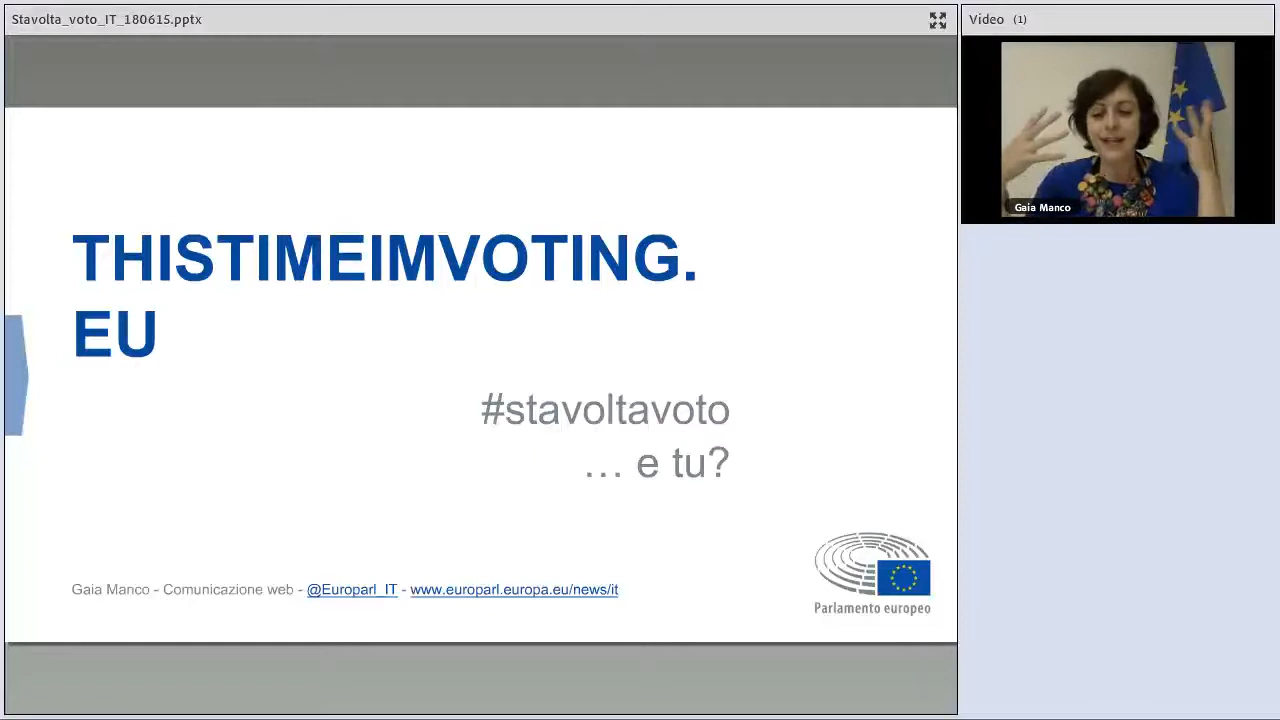 Stavolta_voto_IT_180615.pptx
Video (1)
Gaia Manco
THISTIMEIMVOTING.
EU
#stavoltavoto
… e tu?
Gaia Manco - Comunicazione web - @Europarl_IT - www.europarl.europa.eu/news/it
Parlamento europeo